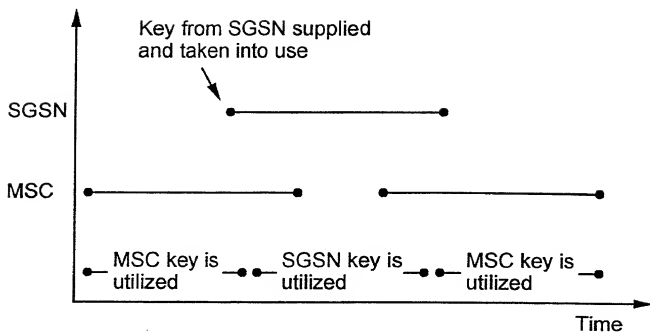 Key from SGSN supplied
and taken into use
SGSN
MSC
MSC key is
utilized
SGSN key is
utilized
MSC key is
utilized
Time